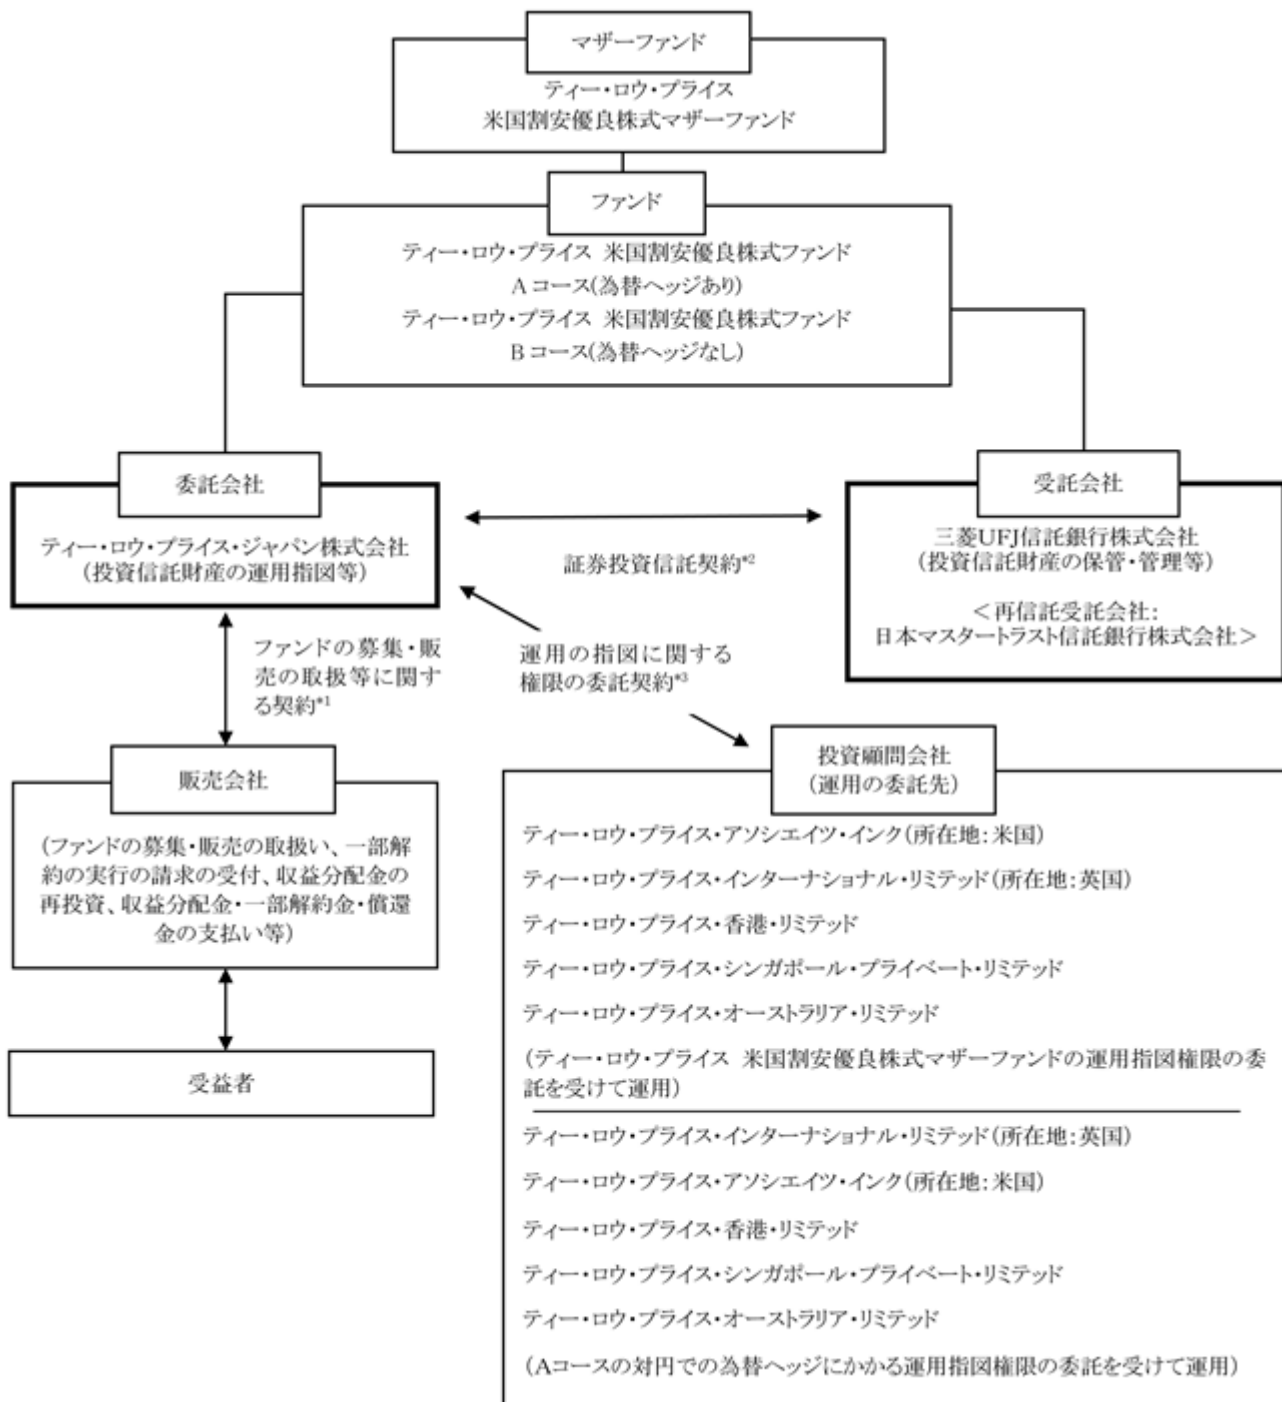 マザーファンド
ティー・ロウ・プライス
米国割安優良株式マザーファンド
ファンド
ティー・ロウ・プライス 米国割安優良株式ファンド
Aコース(為替ヘッジあり)
ティー・ロウ・プライス 米国割安優良株式ファンド
Bコース(為替ヘッジなし)
委託会社
ティー・ロウ・プライス・ジャパン株式会社
(投資信託財産の運用指図等)
証券投資信託契約*2
受託会社
三菱UFJ信託銀行株式会社
(投資信託財産の保管・管理等)
<再信託受託会社:
日本マスタートラスト信託銀行株式会社>
ファンドの募集・販
売の取扱等に関す
る契約*1
運用の指図に関する
権限の委託契約*3
販売会社
(ファンドの募集・販売の取扱い、一部解
約の実行の請求の受付、収益分配金の
再投資、収益分配金・一部解約金・償還
金の支払い等)
受益者
投資顧問会社
(運用の委託先)
ティー・ロウ・プライス・アソシエイツ・インク(所在地:米国)
ティー・ロウ・プライス・インターナショナル・リミテッド(所在地:英国)
ティー・ロウ・プライス・香港・リミテッド
ティー・ロウ・プライス・シンガポール・プライベート・リミテッド
ティー・ロウ・プライス・オーストラリア・リミテッド
(ティー・ロウ・プライス 米国割安優良株式マザーファンドの運用指図権限の委
託を受けて運用)
ティー・ロウ・プライス・インターナショナル・リミテッド(所在地:英国)
ティー・ロウ・プライス・アソシエイツ・インク(所在地:米国)
ティー・ロウ・プライス・香港・リミテッド
ティー・ロウ・プライス・シンガポール・プライベート・リミテッド
ティー・ロウ・プライス・オーストラリア・リミテッド
(Aコースの対円での為替ヘッジにかかる運用指図権限の委託を受けて運用)